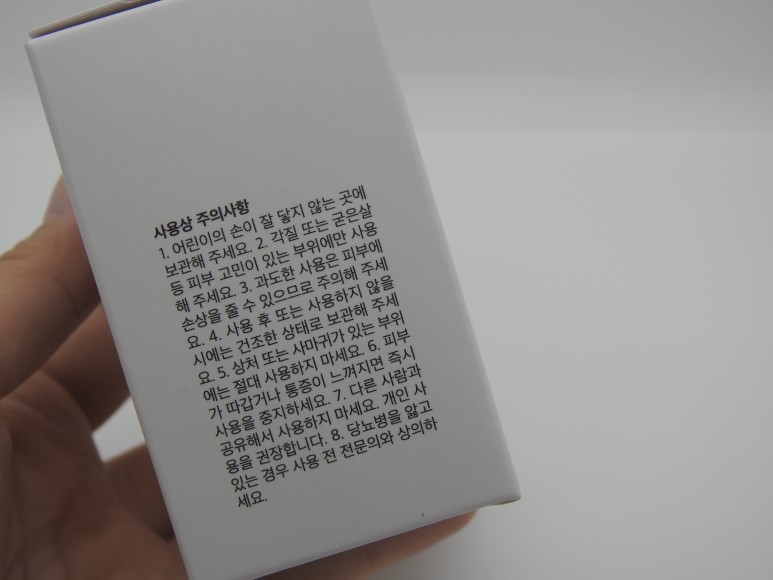 사용상 주의사항
1. 어린이의 손이 잘 닿지 않는 곳에
보관해 주세요. 2. 각질 또는 굳은살
등 피부 고민이 있는 부위에만 사용
해 주세요. 3. 과도한 사용은 피부에
손상을 줄 수 있으므로 주의해 주세
요. 4. 사용 후 또는 사용하지 않을
시에는 건조한 상태로 보관해 주세
요. 5. 상처 또는 사마귀가 있는 부위
에는 절대 사용하지 마세요. 6. 피부
가 따갑거나 통증이 느껴지면 즉시
사용을 중지하세요. 7. 다른 사람과
공유해서 사용하지 마세요. 개인 사
용을 권장합니다. 8. 당뇨병을 앓고
있는 경우 사용 전 전문의와 상의하
세요.